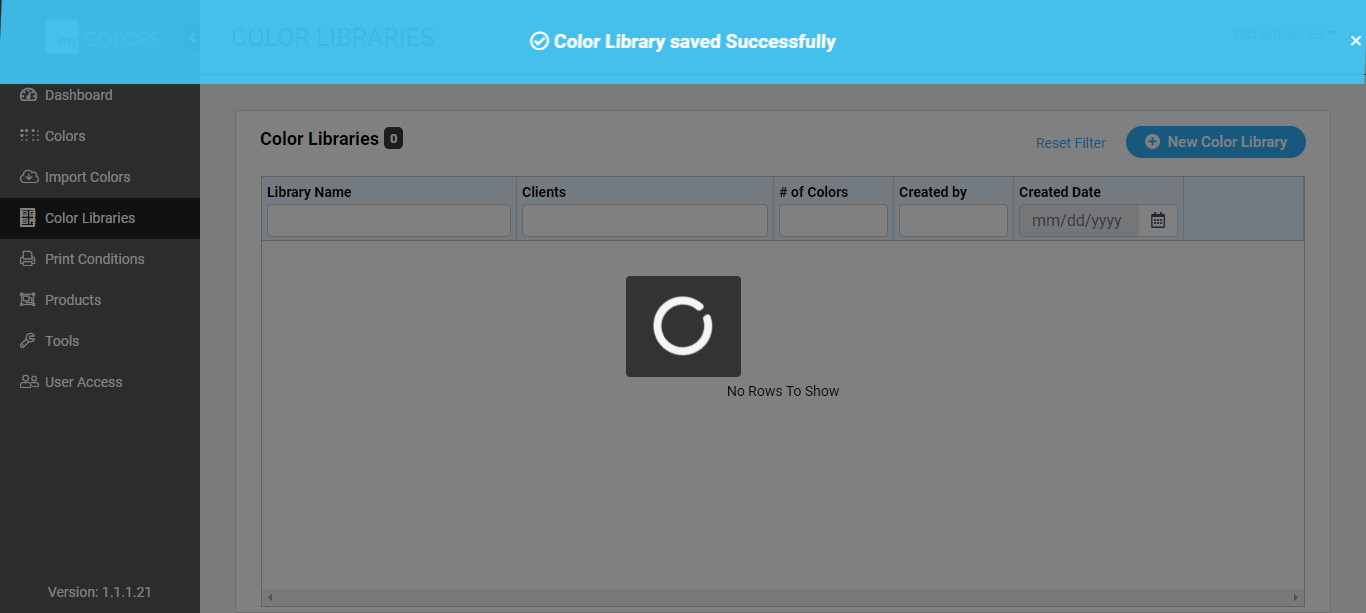 my COLORS
COLOR LIBRARIES
Color Library saved Successfully
Richard Jones
Dashboard
Colors
Import Colors
Color Libraries
Print Conditions
Products
Tools
User Access
Version: 1.1.1.21
Color Libraries 0
Reset Filter
New Color Library
Library Name
Clients
# of Colors
Created by
Created Date
mm/dd/yyyy
No Rows To Show